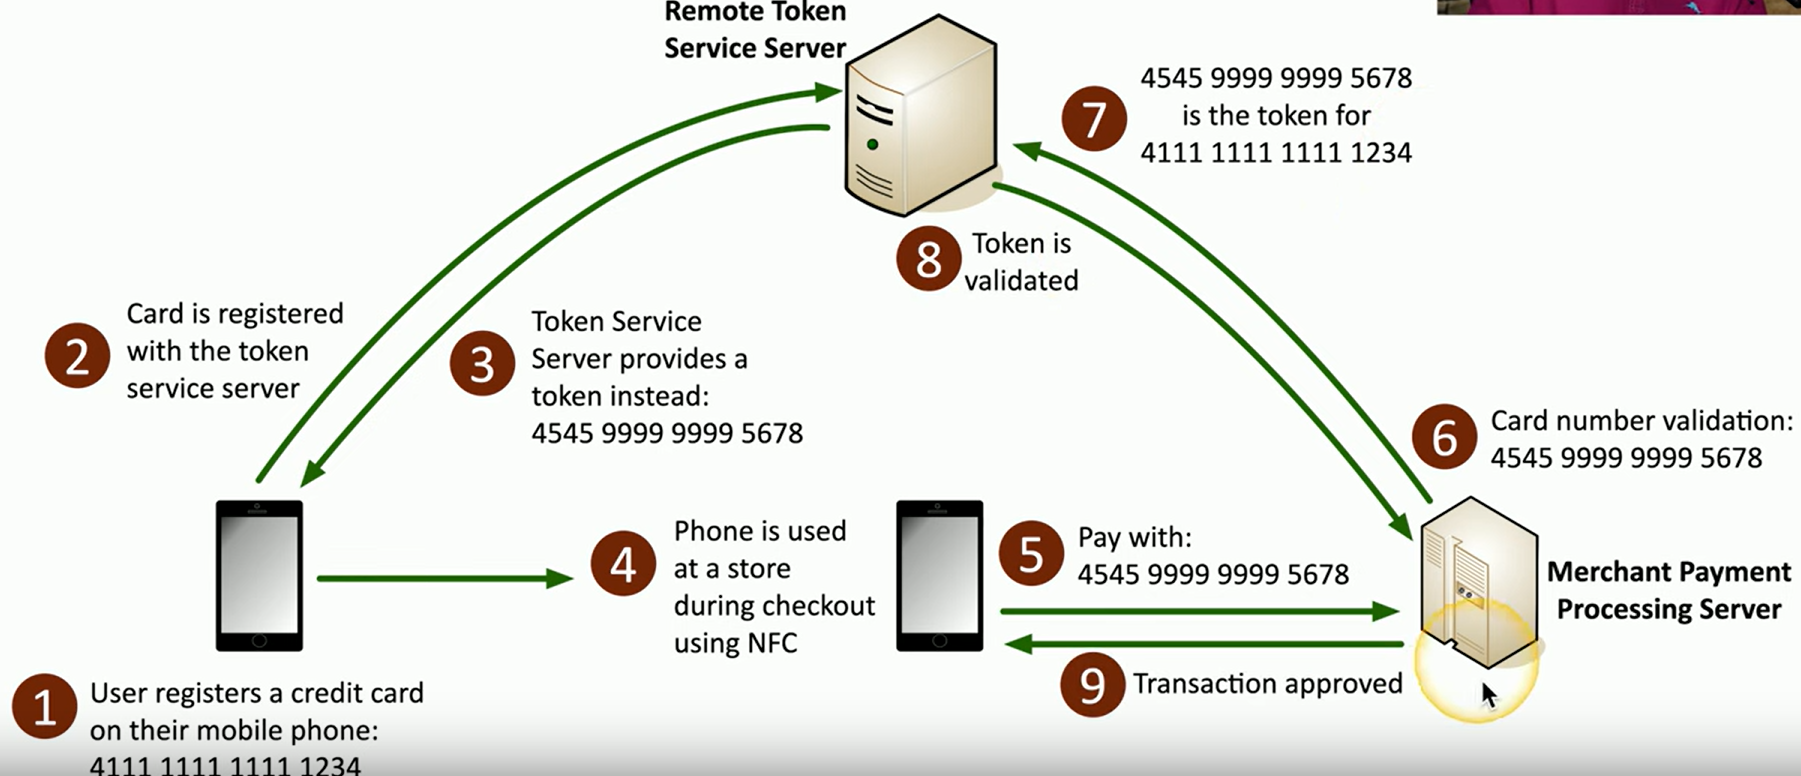 Remote Token
Service Server
7
4545 9999 9999 5678
is the token for
4111 1111 1111 1234
8
Token is
validated
2
Card is registered
with the token
service server
3
Token Service
Server provides a
token instead:
4545 9999 9999 5678
6
Card number validation:
4545 9999 9999 5678
4
Phone is used
at a store
during checkout
using NFC
5
Pay with:
4545 9999 9999 5678
Merchant Payment
Processing Server
9
Transaction approved
1
User registers a credit card
on their mobile phone:
4111 1111 1111 1234